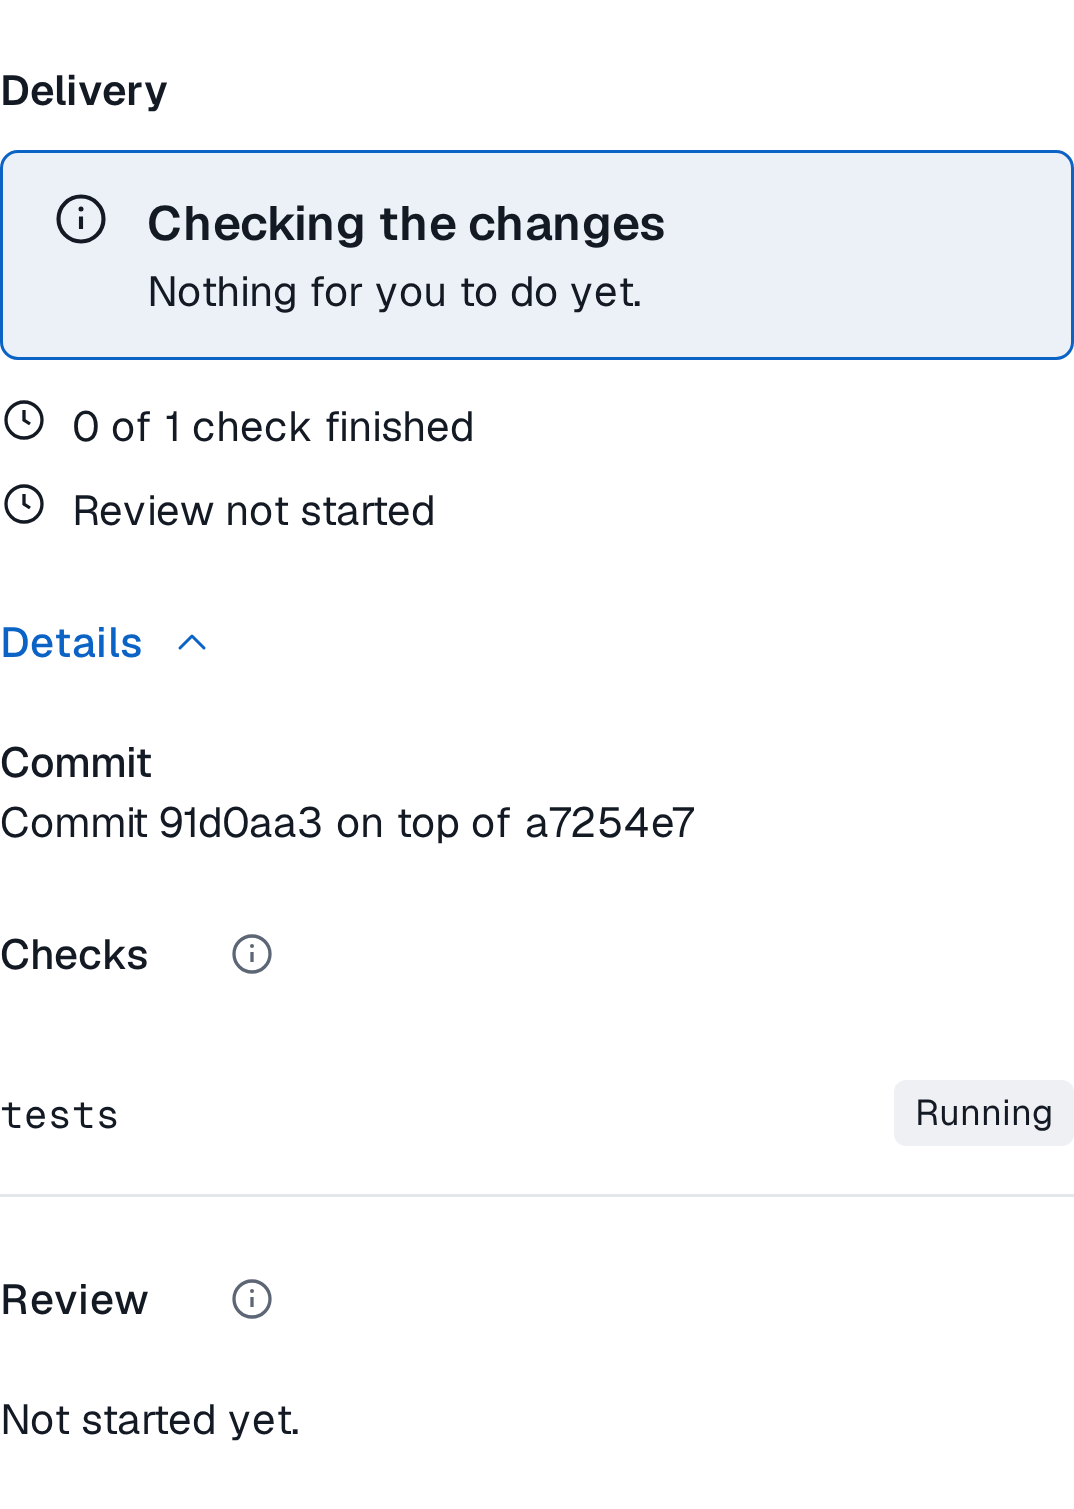 Delivery
Checking the changes
Nothing for you to do yet.
0 of 1 check finished
Review not started
Details
Commit
Commit 91d0aa3 on top of a7254e7
Checks
tests
Running
Review
Not started yet.